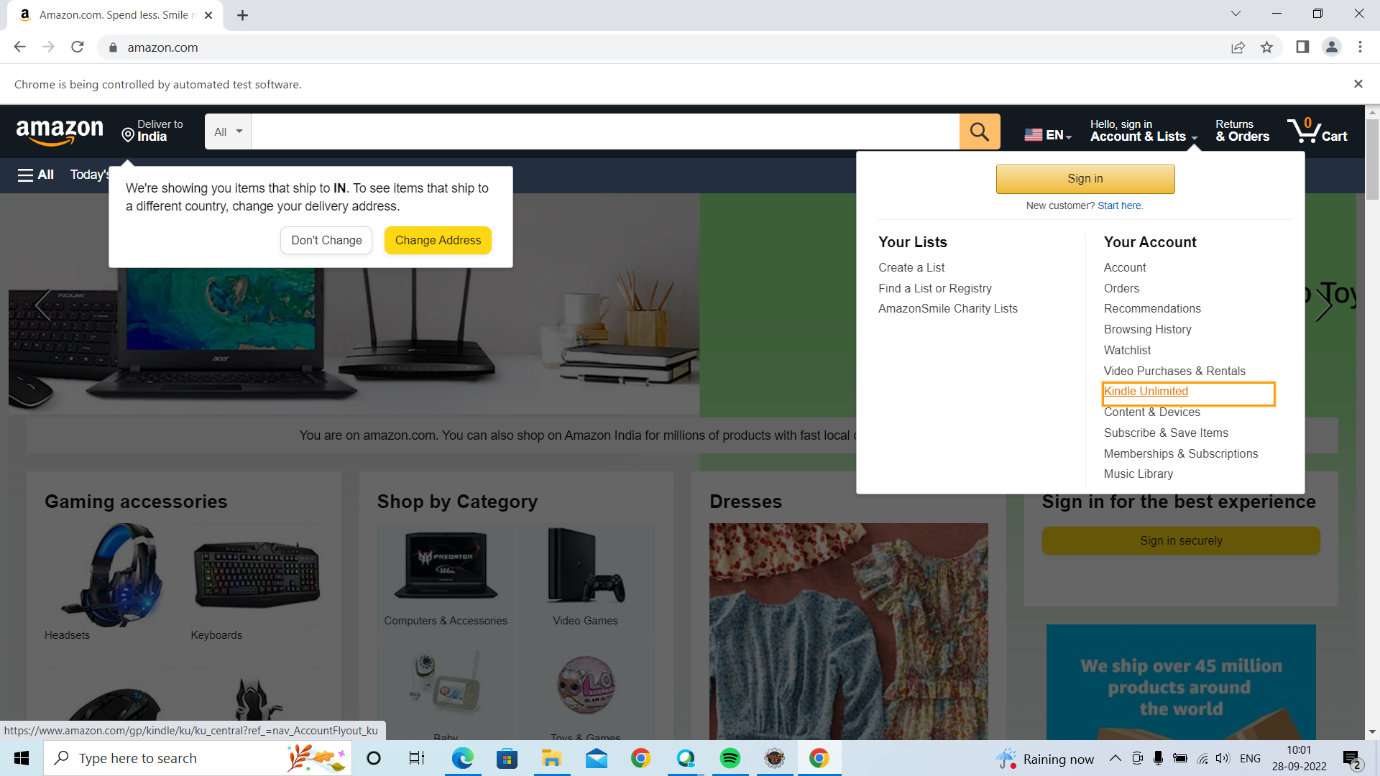 Amazon.com. Spend less. Smile m
amazon.com
Chrome is being controlled by automated test software.
amazon
Deliver to
India
All
EN
Hello, sign in
Account & Lists
Returns
& Orders
0
Cart
All
Today's
We're showing you items that ship to IN. To see items that ship to
a different country, change your delivery address.
Don't Change
Change Address
Sign in
New customer? Start here.
Your Lists
Create a List
Find a List or Registry
AmazonSmile Charity Lists
Your Account
Account
Orders
Recommendations
Browsing History
Watchlist
Video Purchases & Rentals
Kindle Unlimited
Content & Devices
Subscribe & Save Items
Memberships & Subscriptions
Music Library
PROLINK
acer
Toy
You are on amazon.com. You can also shop on Amazon India for millions of products with fast local
Gaming accessories
Headsets
Keyboards
Shop by Category
PREDATOR
Computers & Accessories
Video Games
L.O.L
Baby
Toys & Games
Dresses
Sign in for the best experience
Sign in securely
We ship over 45 million
products around
the world
https://www.amazon.com/gp/kindle/ku/ku_central?ref_=nav_AccountFlyout_ku
Type here to search
Raining now
ENG
10:01
28-09-2022
2